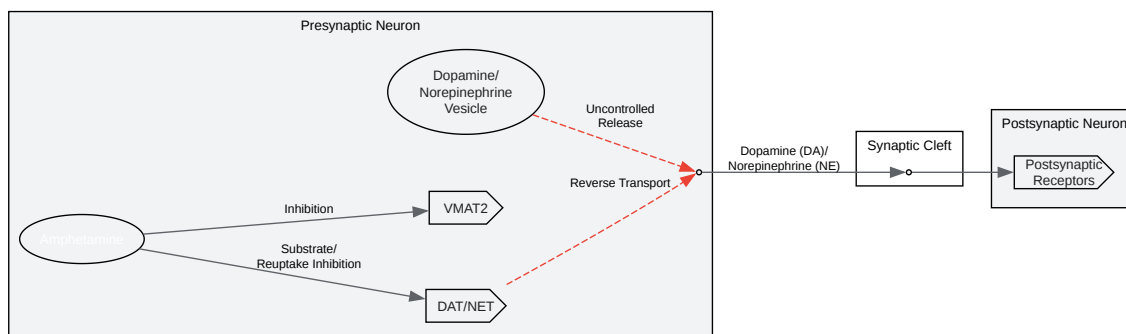 Presynaptic Neuron
Dopamine/
Norepinephrine
Vesicle
Uncontrolled
Release
Reverse Transport
Inhibition
VMAT2
Amphetamine
Substrate/
Reuptake Inhibition
DAT/NET
Dopamine (DA)/
Norepinephrine (NE)
Synaptic Cleft
Postsynaptic Neuron
Postsynaptic
Receptors